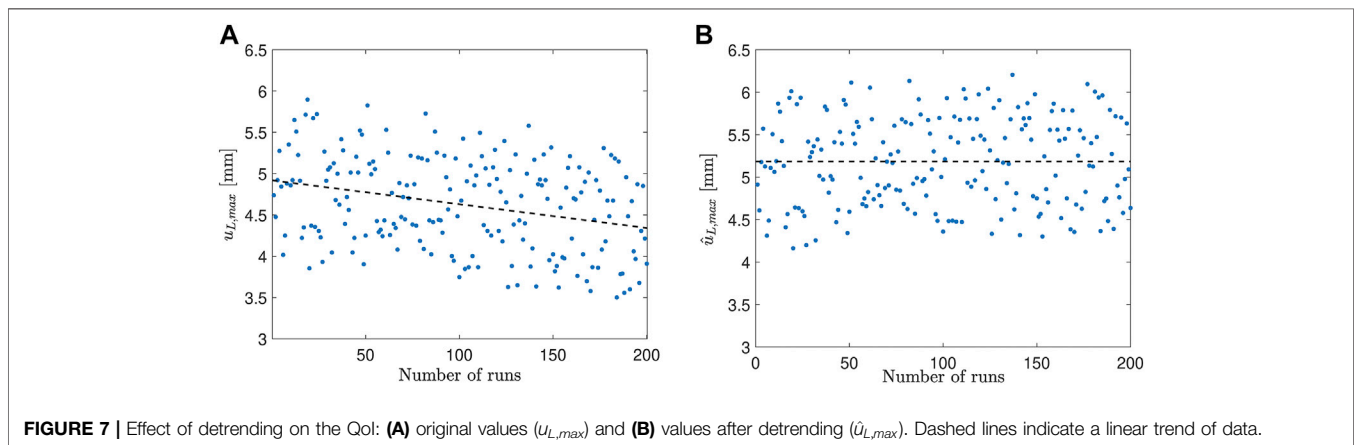 A
B
6.5
6
5.5
5
4.5
4
3.5
3
u_{L,max} [mm]
50 100 150 200
Number of runs
6.5
6
5.5
5
4.5
4
3.5
3
û_{L,max} [mm]
0 50 100 150 200
Number of runs
FIGURE 7 | Effect of detrending on the QoI: (A) original values (u_{L,max}) and (B) values after detrending (û_{L,max}). Dashed lines indicate a linear trend of data.